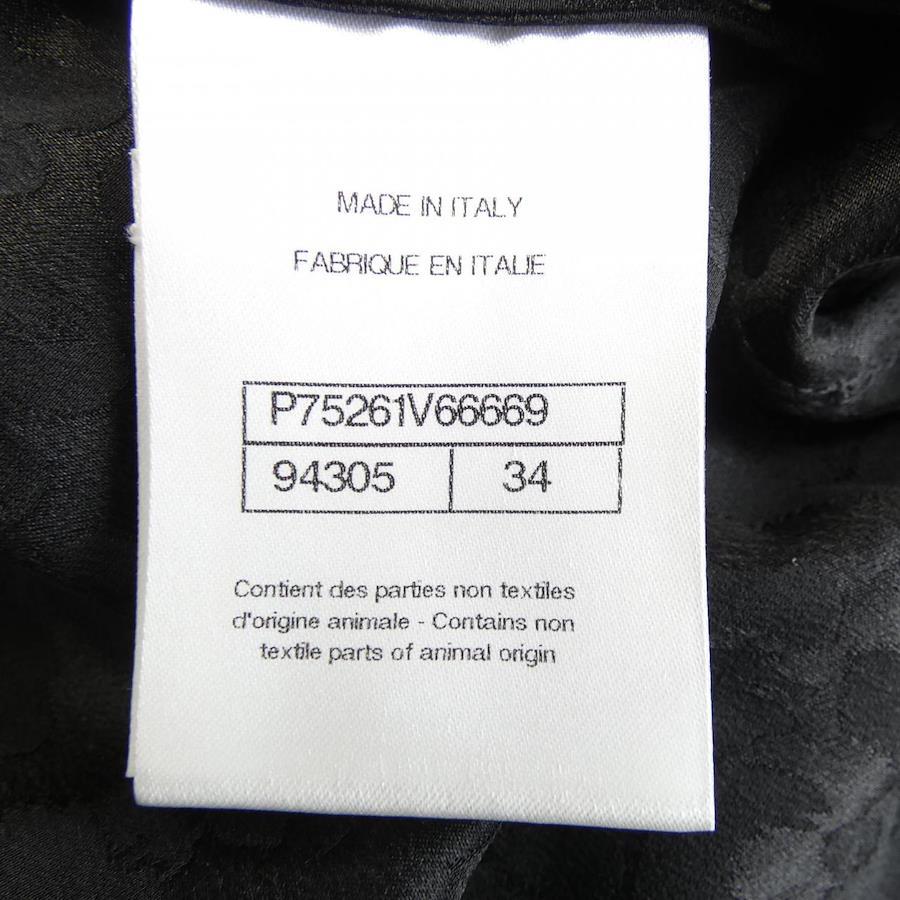 MADE IN ITALY
FABRIQUE EN ITALIE
P75261V66669
94305 34
Contient des parties non textiles
d'origine animale - Contains non
textile parts of animal origin